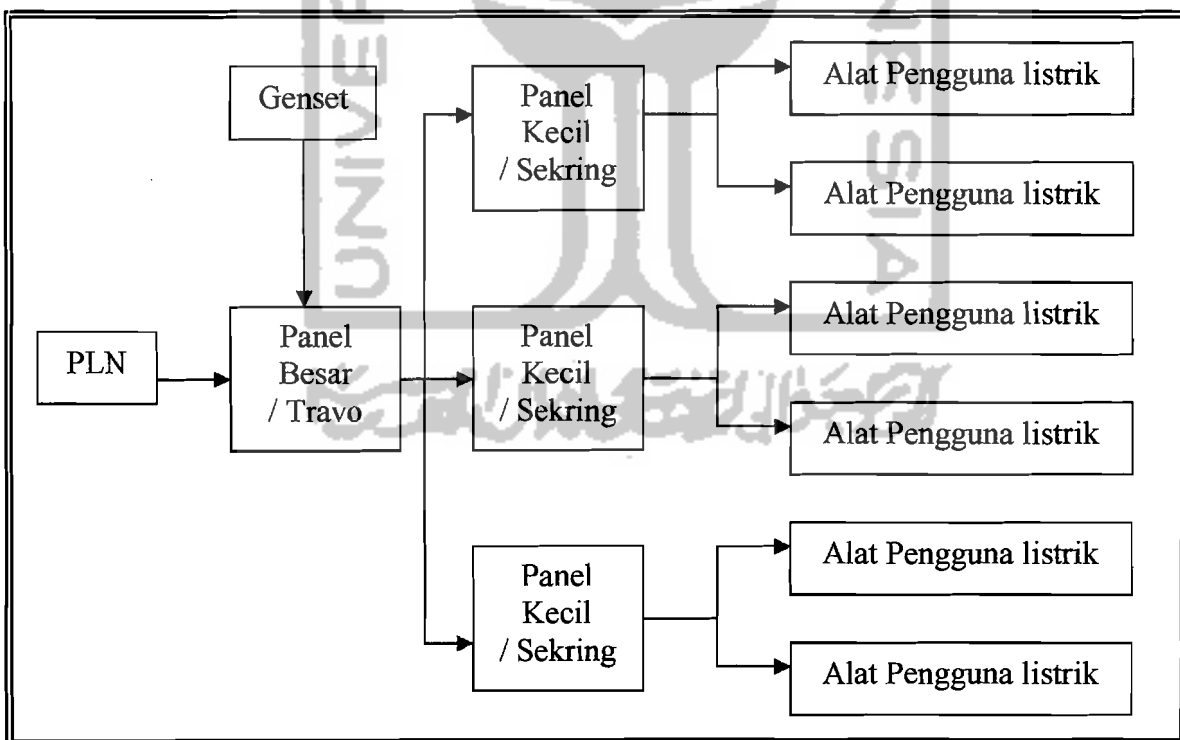 Genset
PLN
Panel
Besar
/ Travo
Panel
Kecil
/ Sekring
Alat Pengguna listrik
Alat Pengguna listrik
Panel
Kecil
/ Sekring
Alat Pengguna listrik
Alat Pengguna listrik
Panel
Kecil
/ Sekring
Alat Pengguna listrik
Alat Pengguna listrik